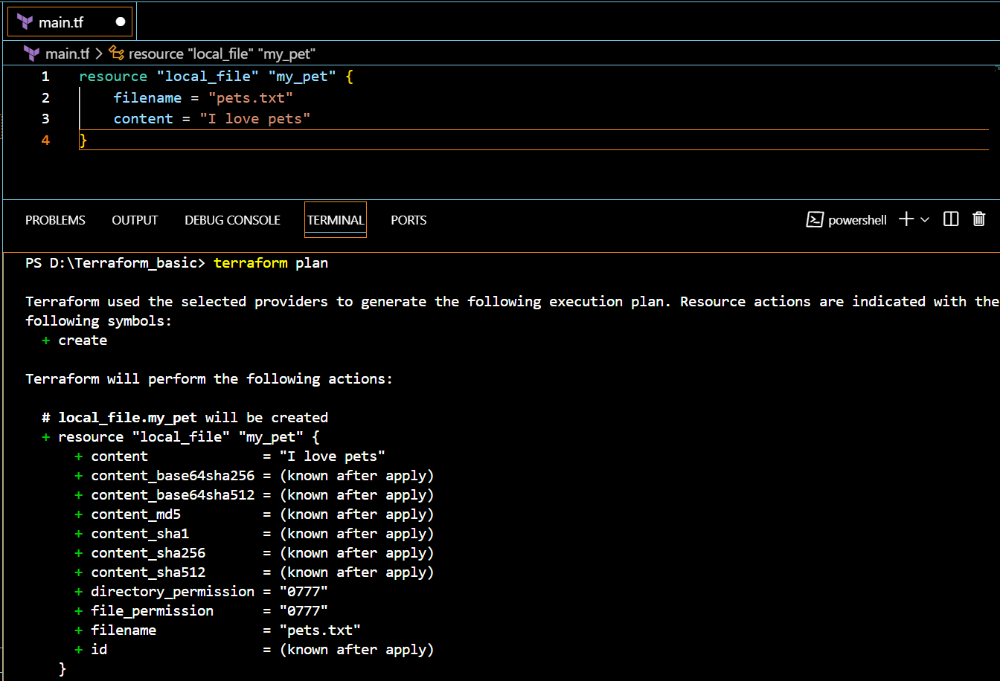 main.tf
main.tf > resource "local_file" "my_pet"
1 resource "local_file" "my_pet" {
2     filename = "pets.txt"
3     content = "I love pets"
4 }
PROBLEMS OUTPUT DEBUG CONSOLE TERMINAL PORTS powershell
PS D:\Terraform_basic> terraform plan
Terraform used the selected providers to generate the following execution plan. Resource actions are indicated with the
following symbols:
  + create
Terraform will perform the following actions:
  # local_file.my_pet will be created
  + resource "local_file" "my_pet" {
      + content              = "I love pets"
      + content_base64sha256 = (known after apply)
      + content_base64sha512 = (known after apply)
      + content_md5          = (known after apply)
      + content_sha1         = (known after apply)
      + content_sha256       = (known after apply)
      + content_sha512       = (known after apply)
      + directory_permission = "0777"
      + file_permission      = "0777"
      + filename             = "pets.txt"
      + id                   = (known after apply)
    }